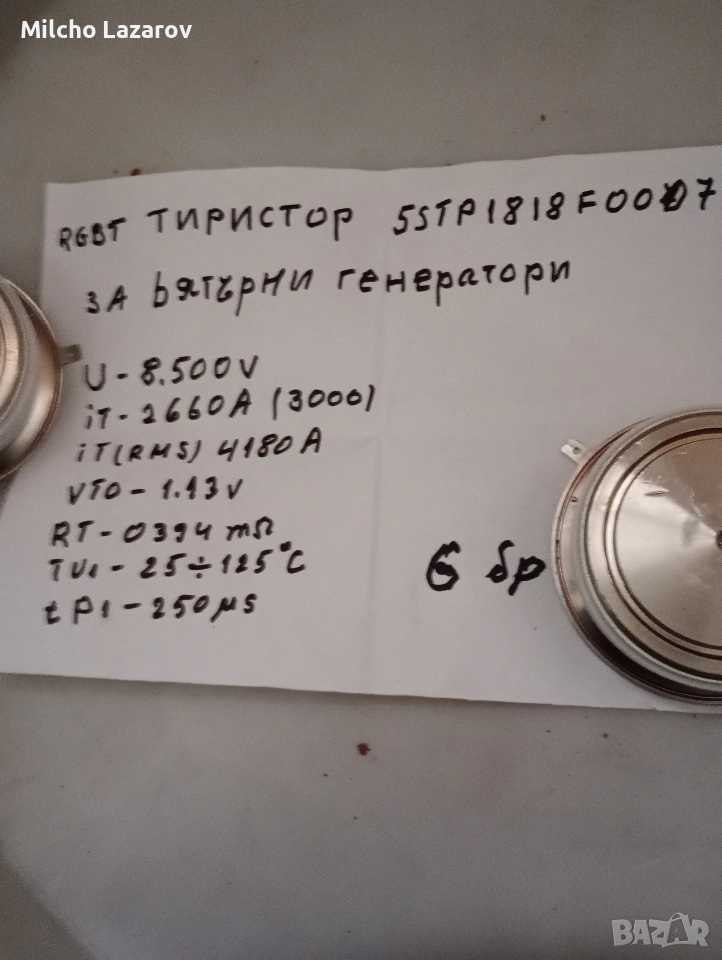 Milcho Lazarov
RGBT ТИРИСТОР 5STP1818F0007
ЗА ВЯТЪРНИ ГЕНЕРАТОРИ
U - 8.500V
iT - 2660A (3000)
iT(RMS) 4180A
VTO - 1.13V
RT - 0394 mΩ
TV1 - 25÷125°C
tP1 - 250μs
6 бр
BAZAR